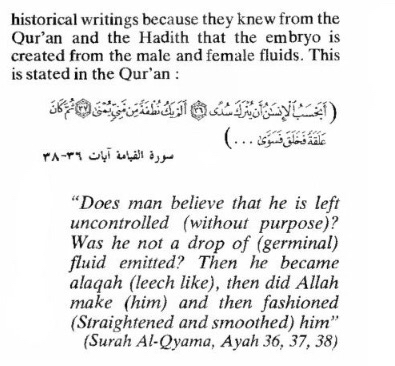 historical writings because they knew from the
Qur'an and the Hadith that the embryo is
created from the male and female fluids. This
is stated in the Qur'an :
( أَيَحْسَبُ ٱلْإِنسَٰنُ أَن يُتْرَكَ سُدًى ٣٦ أَلَمْ يَكُ نُطْفَةً مِّن مَّنِىٍّ يُمْنَىٰ ٣٧ ثُمَّ كَانَ
عَلَقَةً فَخَلَقَ فَسَوَّىٰ . . . )
سورة القيامة آيات ٣٦-٣٨
"Does man believe that he is left
uncontrolled (without purpose)?
Was he not a drop of (germinal)
fluid emitted? Then he became
alaqah (leech like), then did Allah
make (him) and then fashioned
(Straightened and smoothed) him"
(Surah Al-Qyama, Ayah 36, 37, 38)